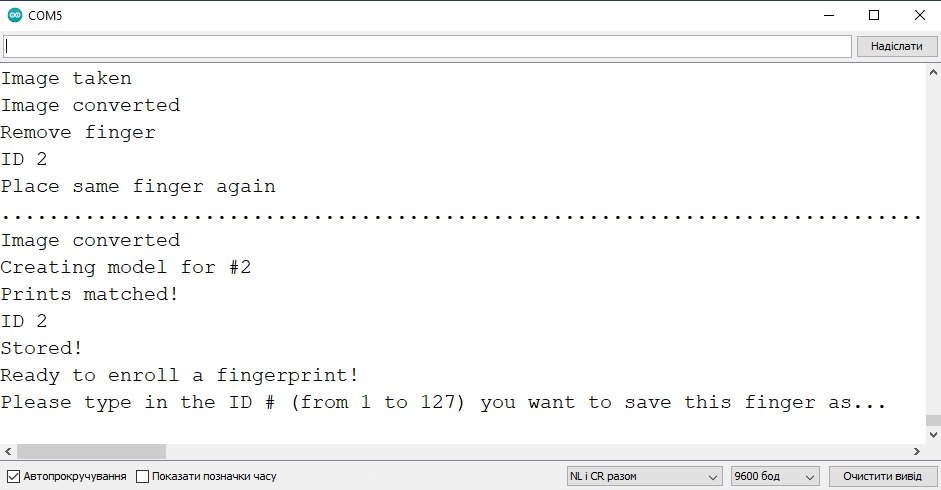 COM5
Надіслати
Image taken
Image converted
Remove finger
ID 2
Place same finger again
.............................................................................
Image converted
Creating model for #2
Prints matched!
ID 2
Stored!
Ready to enroll a fingerprint!
Please type in the ID # (from 1 to 127) you want to save this finger as...
Автопрокручування Показати позначки часу NL і CR разом 9600 бод Очистити вивід